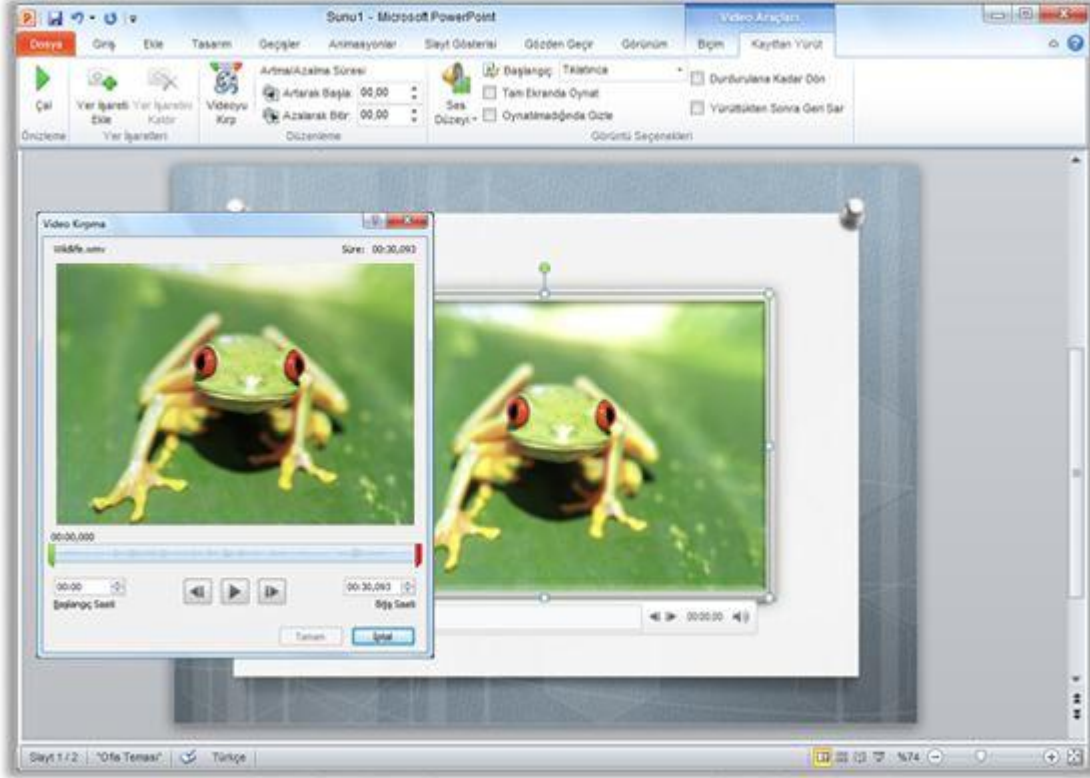 Sunu1 - Microsoft PowerPoint
Video Araçları
Dosya Giriş Ekle Tasarım Geçişler Animasyonlar Slayt Gösterisi Gözden Geçir Görünüm Biçim Kayıttan Yürüt
Artma/Azalma Süresi
Başlangıç: Tıklatınca
Durdurulana Kadar Dön
Artarak Başla: 00,00
Tam Ekranda Oynat
Çal
Yer İşareti Ekle
Yer İşaretini Kaldır
Videoyu Kırp
Azalarak Bitir: 00,00
Ses Düzeyi
Oynatılmadığında Gizle
Yürüttükten Sonra Geri Sar
Önizleme Yer İşaretleri Düzenleme Görüntü Seçenekleri
Video Kırpma
Wildlife.wmv Süre: 00:30,093
00:00,000
00:00 00:30,093
Başlangıç Saati Bitiş Saati
Tamam İptal
00:00,00
Slayt 1 / 2 "Ofis Teması" Türkçe %74